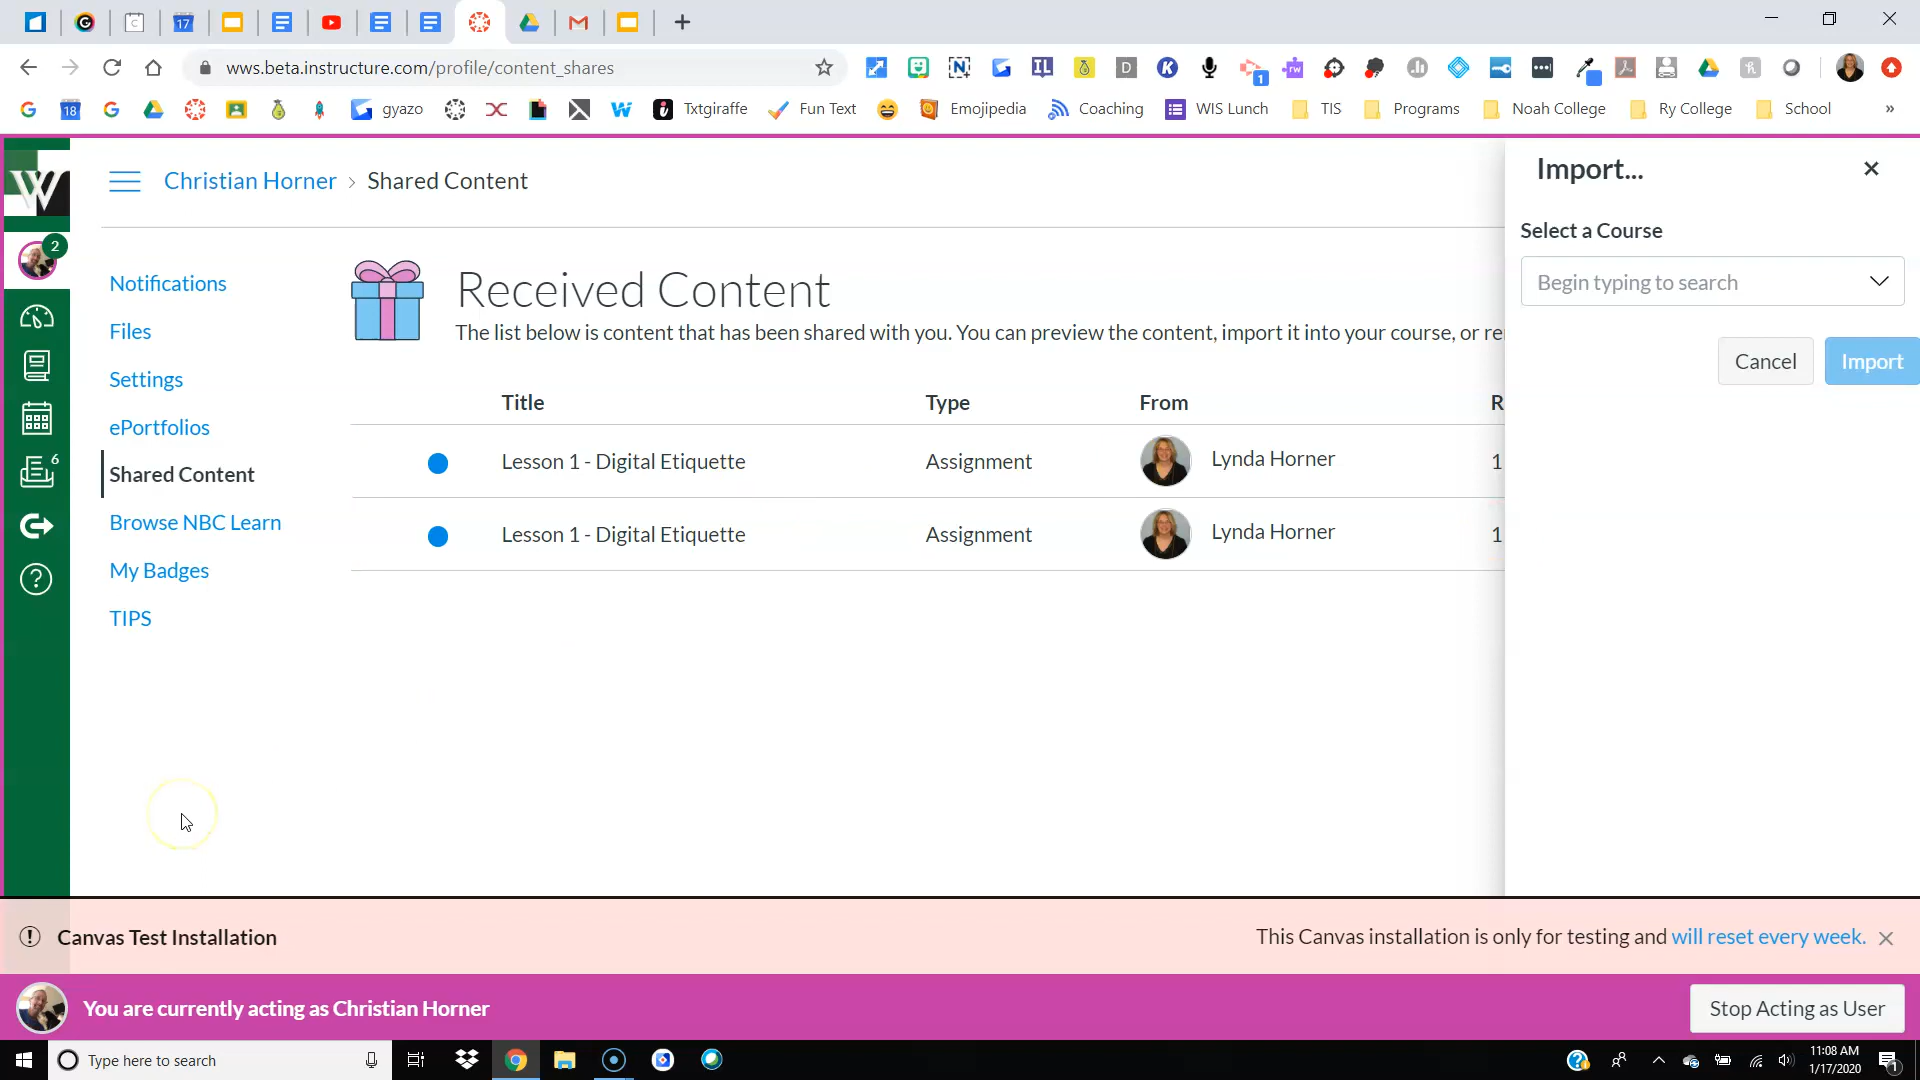 17
wws.beta.instructure.com/profile/content_shares
1
18
gyazo
Txtgiraffe
Fun Text
Emojipedia
Coaching
WIS Lunch
TIS
Programs
Noah College
Ry College
School
»
W
Christian Horner > Shared Content
Import...
2
Notifications
Files
Settings
ePortfolios
Shared Content
Browse NBC Learn
My Badges
TIPS
6
Received Content
The list below is content that has been shared with you. You can preview the content, import it into your course, or re
Title Type From R
Lesson 1 - Digital Etiquette Assignment Lynda Horner 1
Lesson 1 - Digital Etiquette Assignment Lynda Horner 1
Select a Course
Begin typing to search
Cancel Import
Canvas Test Installation
This Canvas installation is only for testing and will reset every week.
You are currently acting as Christian Horner
Stop Acting as User
Type here to search
11:08 AM
1/17/2020
1